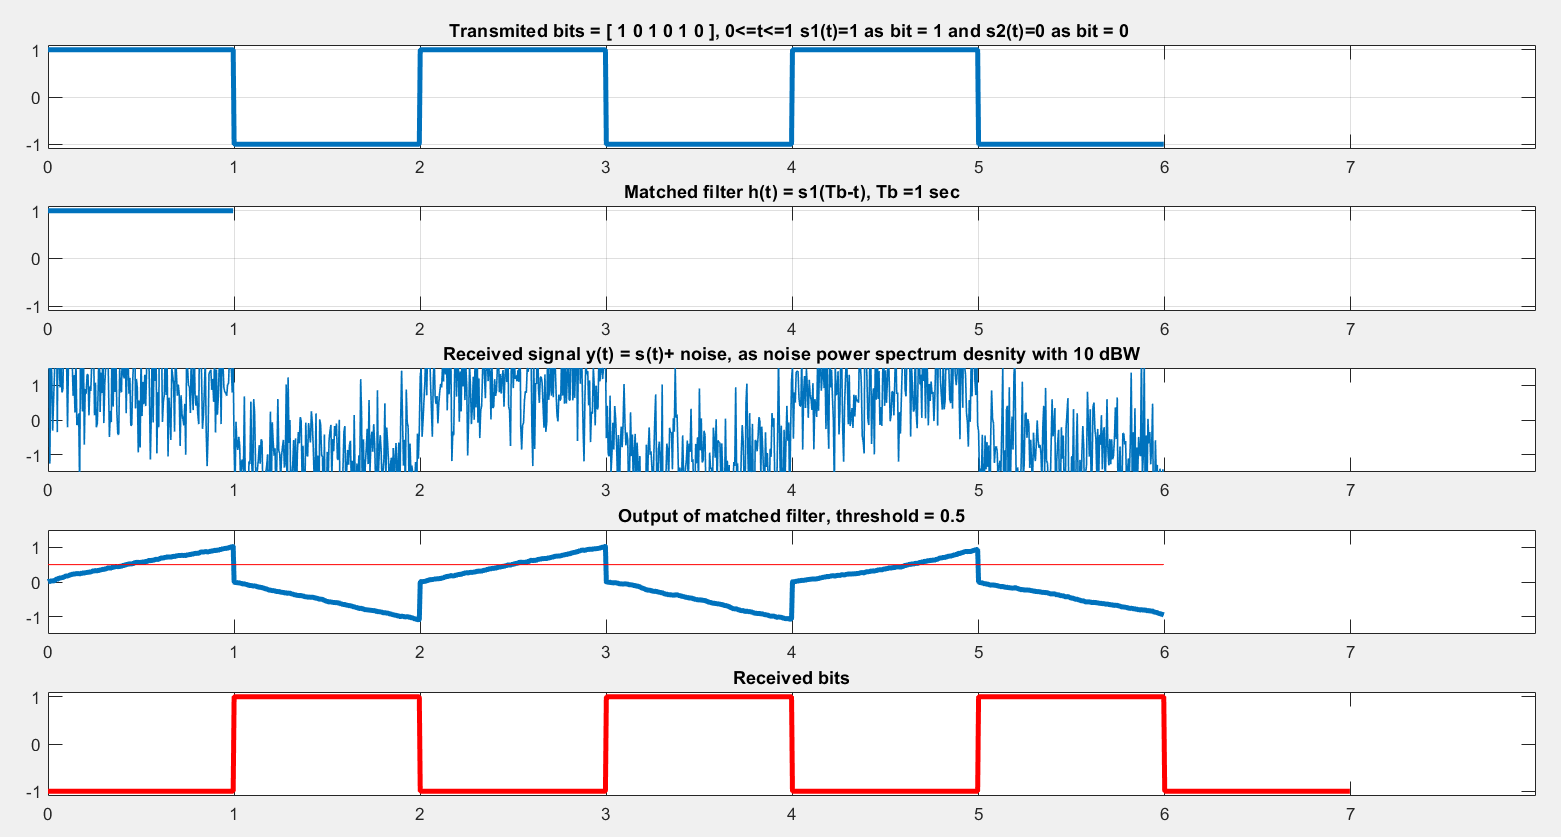 Transmited bits = [ 1 0 1 0 1 0 ], 0<=t<=1 s1(t)=1 as bit = 1 and s2(t)=0 as bit = 0
1
0
-1
0 1 2 3 4 5 6 7
Matched filter h(t) = s1(Tb-t), Tb =1 sec
1
0
-1
0 1 2 3 4 5 6 7
Received signal y(t) = s(t)+ noise, as noise power spectrum desnity with 10 dBW
1
0
-1
0 1 2 3 4 5 6 7
Output of matched filter, threshold = 0.5
1
0
-1
0 1 2 3 4 5 6 7
Received bits
1
0
-1
0 1 2 3 4 5 6 7